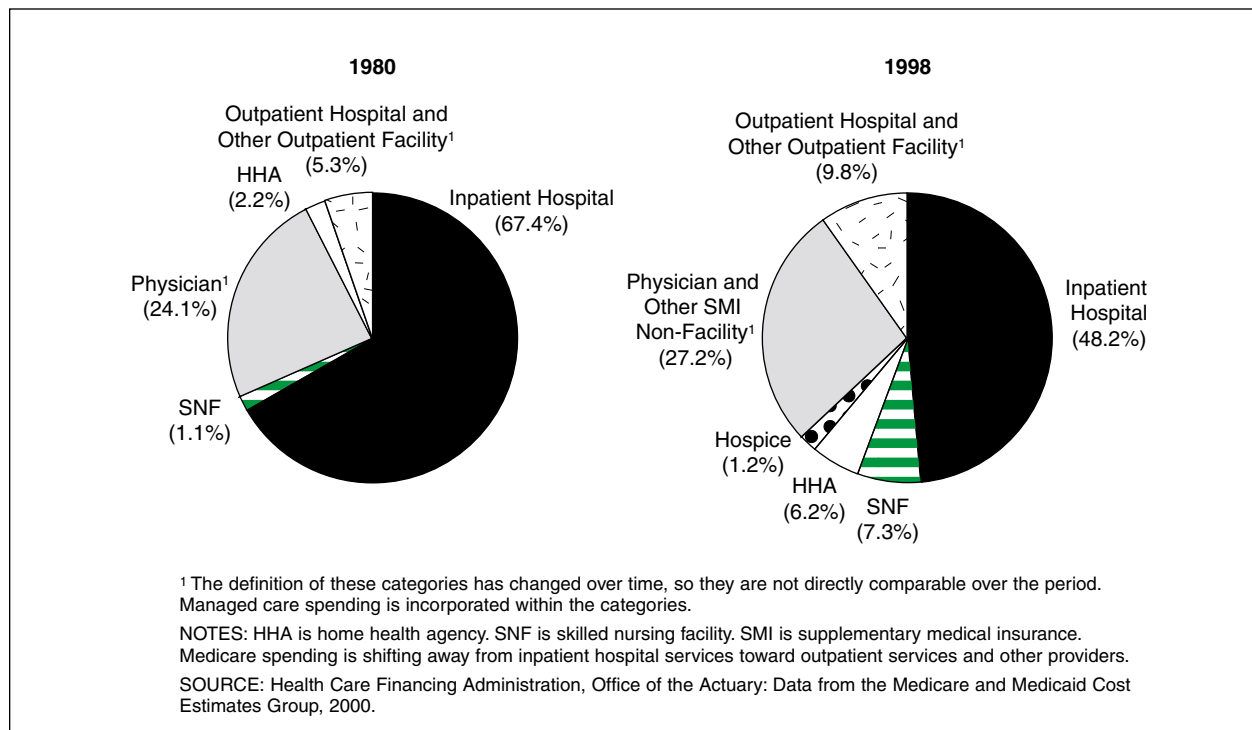 1980
Outpatient Hospital and
Other Outpatient Facility¹
(5.3%)
HHA
(2.2%)
Inpatient Hospital
(67.4%)
Physician¹
(24.1%)
SNF
(1.1%)
1998
Outpatient Hospital and
Other Outpatient Facility¹
(9.8%)
Physician and
Other SMI
Non-Facility¹
(27.2%)
Inpatient
Hospital
(48.2%)
Hospice
(1.2%)
HHA
(6.2%)
SNF
(7.3%)
¹ The definition of these categories has changed over time, so they are not directly comparable over the period.
Managed care spending is incorporated within the categories.
NOTES: HHA is home health agency. SNF is skilled nursing facility. SMI is supplementary medical insurance.
Medicare spending is shifting away from inpatient hospital services toward outpatient services and other providers.
SOURCE: Health Care Financing Administration, Office of the Actuary: Data from the Medicare and Medicaid Cost
Estimates Group, 2000.